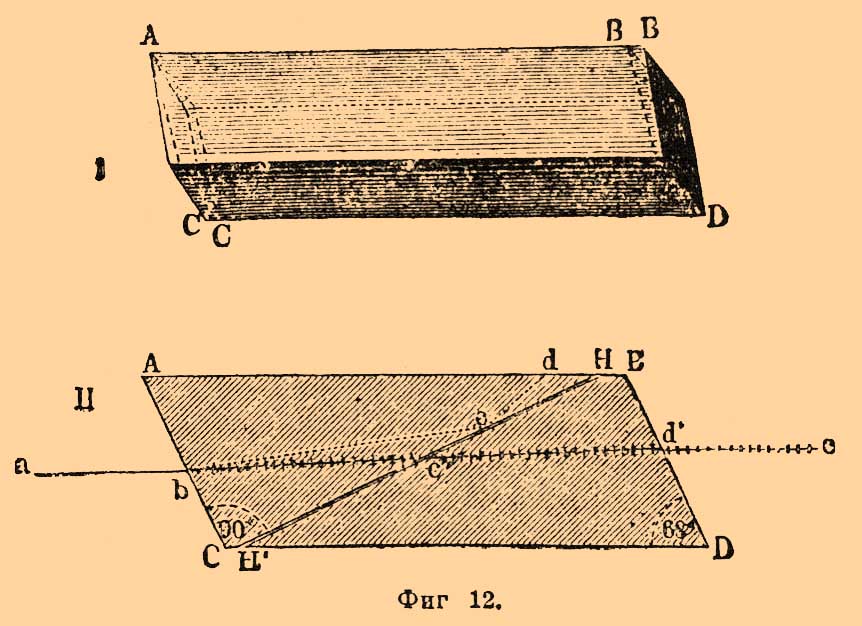 A B B
I
C C D
A d H E
II
e d'
a b c' c
90° 68°
C H' D
Фиг 12.